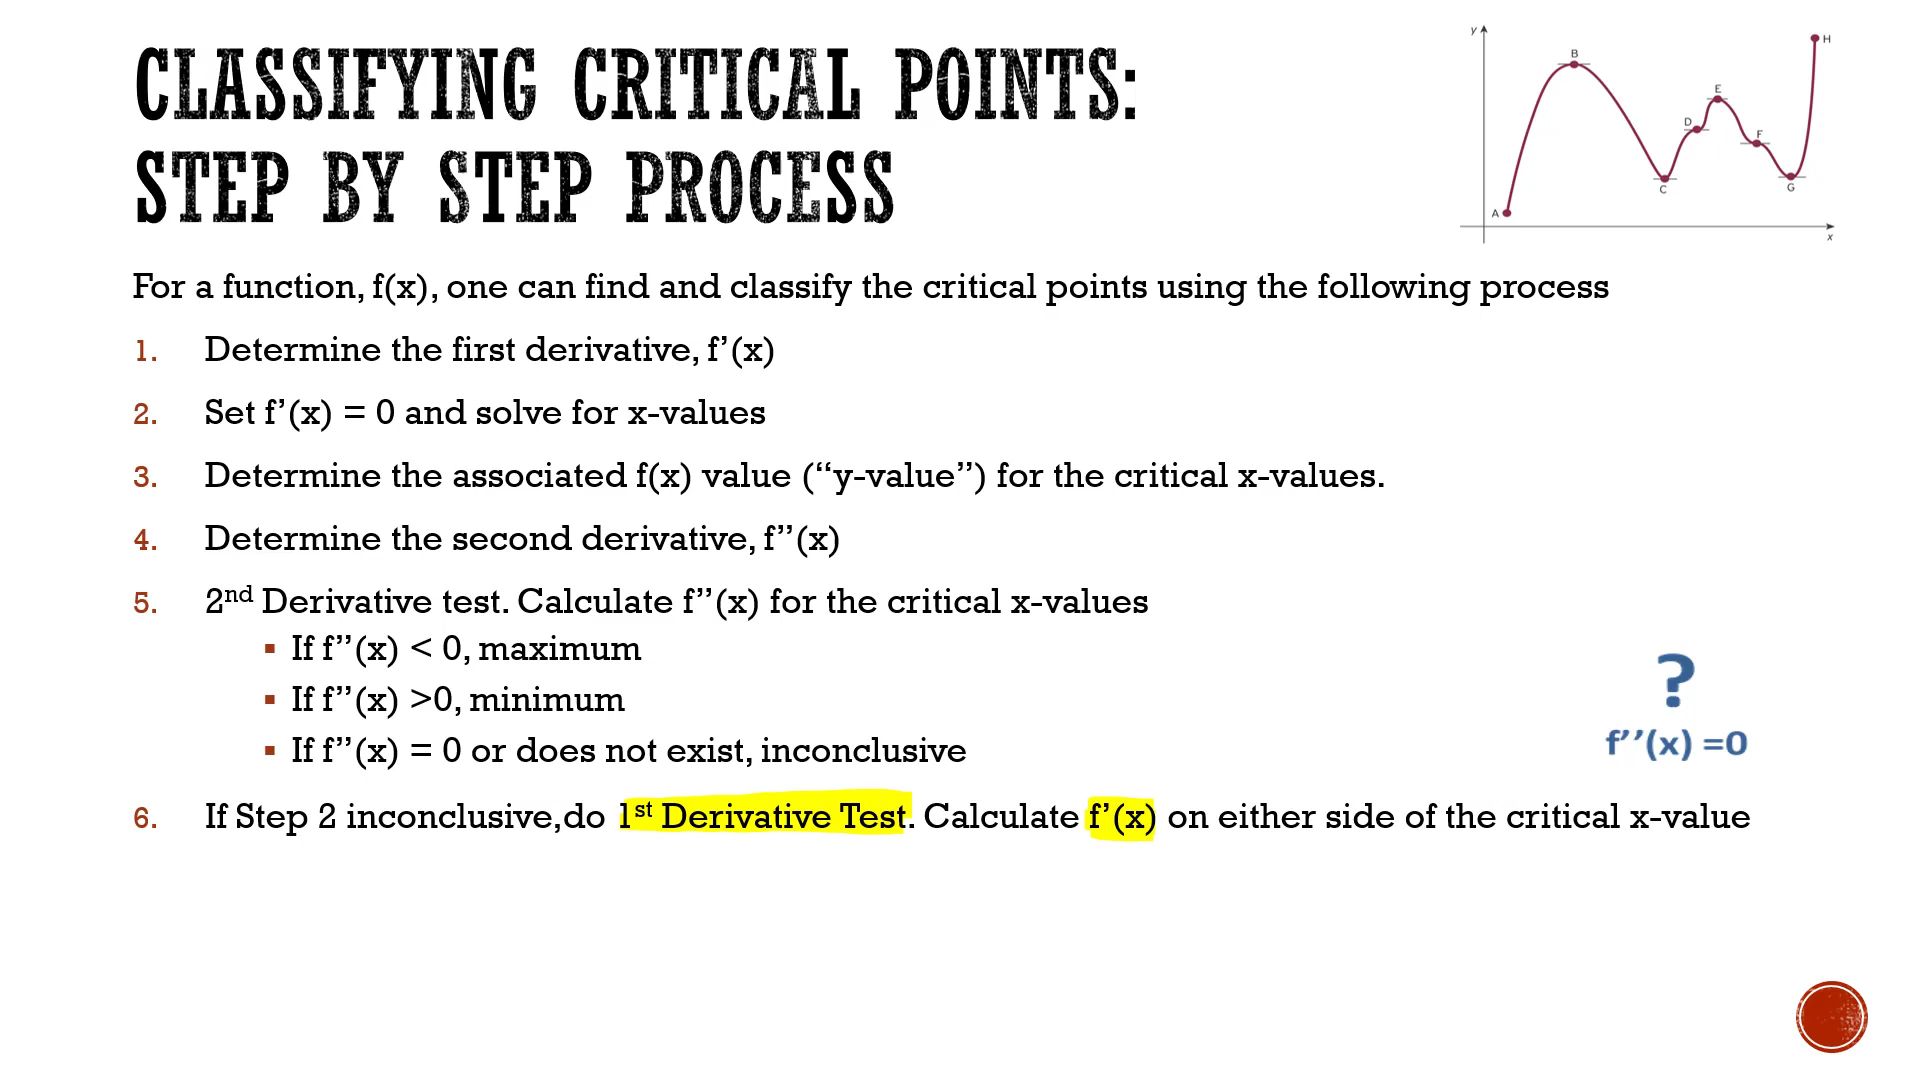 CLASSIFYING CRITICAL POINTS:
STEP BY STEP PROCESS
y
A
B
C
D
E
F
G
H
x
For a function, f(x), one can find and classify the critical points using the following process
1. Determine the first derivative, f’(x)
2. Set f’(x) = 0 and solve for x-values
3. Determine the associated f(x) value (“y-value”) for the critical x-values.
4. Determine the second derivative, f’’(x)
5. 2nd Derivative test. Calculate f’’(x) for the critical x-values
▪ If f’’(x) < 0, maximum
▪ If f’’(x) >0, minimum
▪ If f’’(x) = 0 or does not exist, inconclusive
?
f’’(x) =0
6. If Step 2 inconclusive,do 1st Derivative Test. Calculate f’(x) on either side of the critical x-value